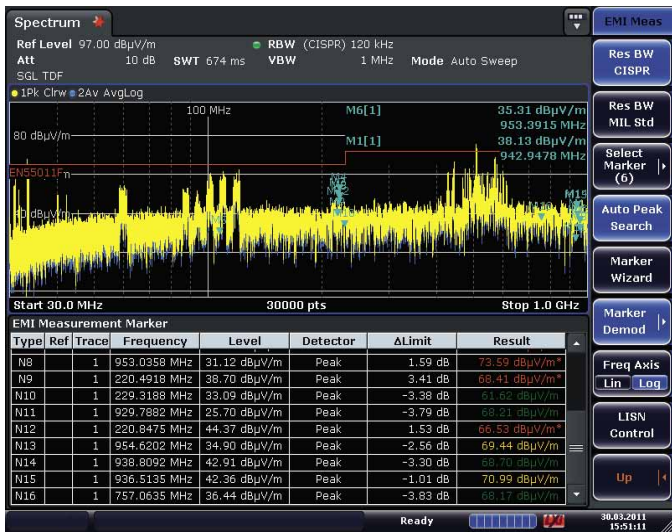 Spectrum
Ref Level 97.00 dBµV/m RBW (CISPR) 120 kHz
Att 10 dB SWT 674 ms VBW 1 MHz Mode Auto Sweep
SGL TDF
1Pk Clrw 2Av AvgLog
100 MHz M6[1] 35.31 dBµV/m
953.3915 MHz
80 dBµV/m M1[1] 38.13 dBµV/m
942.9478 MHz
EN55011F
Start 30.0 MHz 30000 pts Stop 1.0 GHz
EMI Measurement Marker
Type Ref Trace Frequency Level Detector ΔLimit Result
N8 1 953.0358 MHz 31.12 dBµV/m Peak 1.59 dB 73.59 dBµV/m*
N9 1 220.4918 MHz 38.70 dBµV/m Peak 3.41 dB 68.41 dBµV/m*
N10 1 229.3188 MHz 33.09 dBµV/m Peak -3.38 dB 61.62 dBµV/m
N11 1 929.7882 MHz 25.70 dBµV/m Peak -3.79 dB 68.21 dBµV/m
N12 1 220.8475 MHz 44.37 dBµV/m Peak 1.53 dB 66.53 dBµV/m*
N13 1 954.6202 MHz 34.90 dBµV/m Peak -2.56 dB 69.44 dBµV/m
N14 1 938.8092 MHz 42.91 dBµV/m Peak -3.30 dB 68.70 dBµV/m
N15 1 936.5135 MHz 42.36 dBµV/m Peak -1.01 dB 70.99 dBµV/m
N16 1 757.0635 MHz 36.44 dBµV/m Peak -3.83 dB 68.17 dBµV/m
Ready
30.03.2011
15:51:11
EMI Meas
Res BW
CISPR
Res BW
MIL Std
Select
Marker
(6)
Auto Peak
Search
Marker
Wizard
Marker
Demod
Freq Axis
Lin Log
LISN
Control
Up